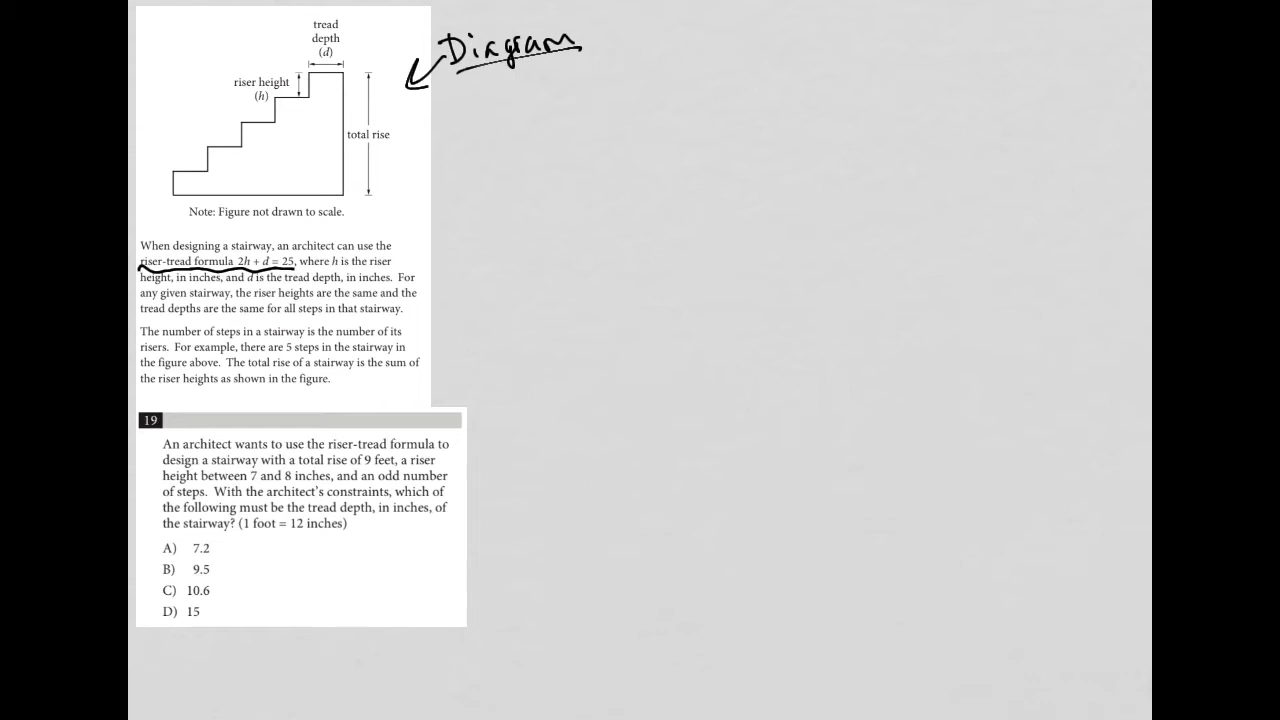 tread
depth
(d)
Diagram
riser height
(h)
total rise
Note: Figure not drawn to scale.
When designing a stairway, an architect can use the
riser-tread formula 2h + d = 25, where h is the riser
height, in inches, and d is the tread depth, in inches. For
any given stairway, the riser heights are the same and the
tread depths are the same for all steps in that stairway.
The number of steps in a stairway is the number of its
risers. For example, there are 5 steps in the stairway in
the figure above. The total rise of a stairway is the sum of
the riser heights as shown in the figure.
19
An architect wants to use the riser-tread formula to
design a stairway with a total rise of 9 feet, a riser
height between 7 and 8 inches, and an odd number
of steps. With the architect's constraints, which of
the following must be the tread depth, in inches, of
the stairway? (1 foot = 12 inches)
A) 7.2
B) 9.5
C) 10.6
D) 15